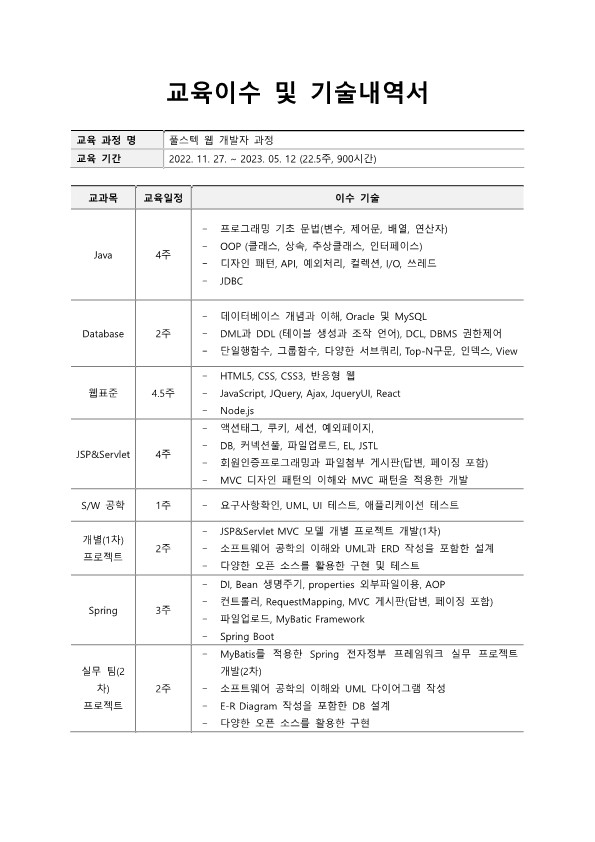 교육이수 및 기술내역서
교육 과정 명 풀스텍 웹 개발자 과정
교육 기간 2022. 11. 27. ~ 2023. 05. 12 (22.5주, 900시간)
교과목 교육일정 이수 기술
Java 4주
- 프로그래밍 기초 문법(변수, 제어문, 배열, 연산자)
- OOP (클래스, 상속, 추상클래스, 인터페이스)
- 디자인 패턴, API, 예외처리, 컬렉션, I/O, 쓰레드
- JDBC
Database 2주
- 데이터베이스 개념과 이해, Oracle 및 MySQL
- DML과 DDL (테이블 생성과 조작 언어), DCL, DBMS 권한제어
- 단일행함수, 그룹함수, 다양한 서브쿼리, Top-N구문, 인덱스, View
웹표준 4.5주
- HTML5, CSS, CSS3, 반응형 웹
- JavaScript, JQuery, Ajax, JqueryUI, React
- Node.js
JSP&Servlet 4주
- 액션태그, 쿠키, 세션, 예외페이지,
- DB, 커넥션풀, 파일업로드, EL, JSTL
- 회원인증프로그래밍과 파일첨부 게시판(답변, 페이징 포함)
- MVC 디자인 패턴의 이해와 MVC 패턴을 적용한 개발
S/W 공학 1주
- 요구사항확인, UML, UI 테스트, 애플리케이션 테스트
개별(1차)
프로젝트
2주
- JSP&Servlet MVC 모델 개별 프로젝트 개발(1차)
- 소프트웨어 공학의 이해와 UML과 ERD 작성을 포함한 설계
- 다양한 오픈 소스를 활용한 구현 및 테스트
Spring 3주
- DI, Bean 생명주기, properties 외부파일이용, AOP
- 컨트롤러, RequestMapping, MVC 게시판(답변, 페이징 포함)
- 파일업로드, MyBatic Framework
- Spring Boot
실무 팀(2
차)
프로젝트
2주
- MyBatis를 적용한 Spring 전자정부 프레임워크 실무 프로젝트
개발(2차)
- 소프트웨어 공학의 이해와 UML 다이어그램 작성
- E-R Diagram 작성을 포함한 DB 설계
- 다양한 오픈 소스를 활용한 구현